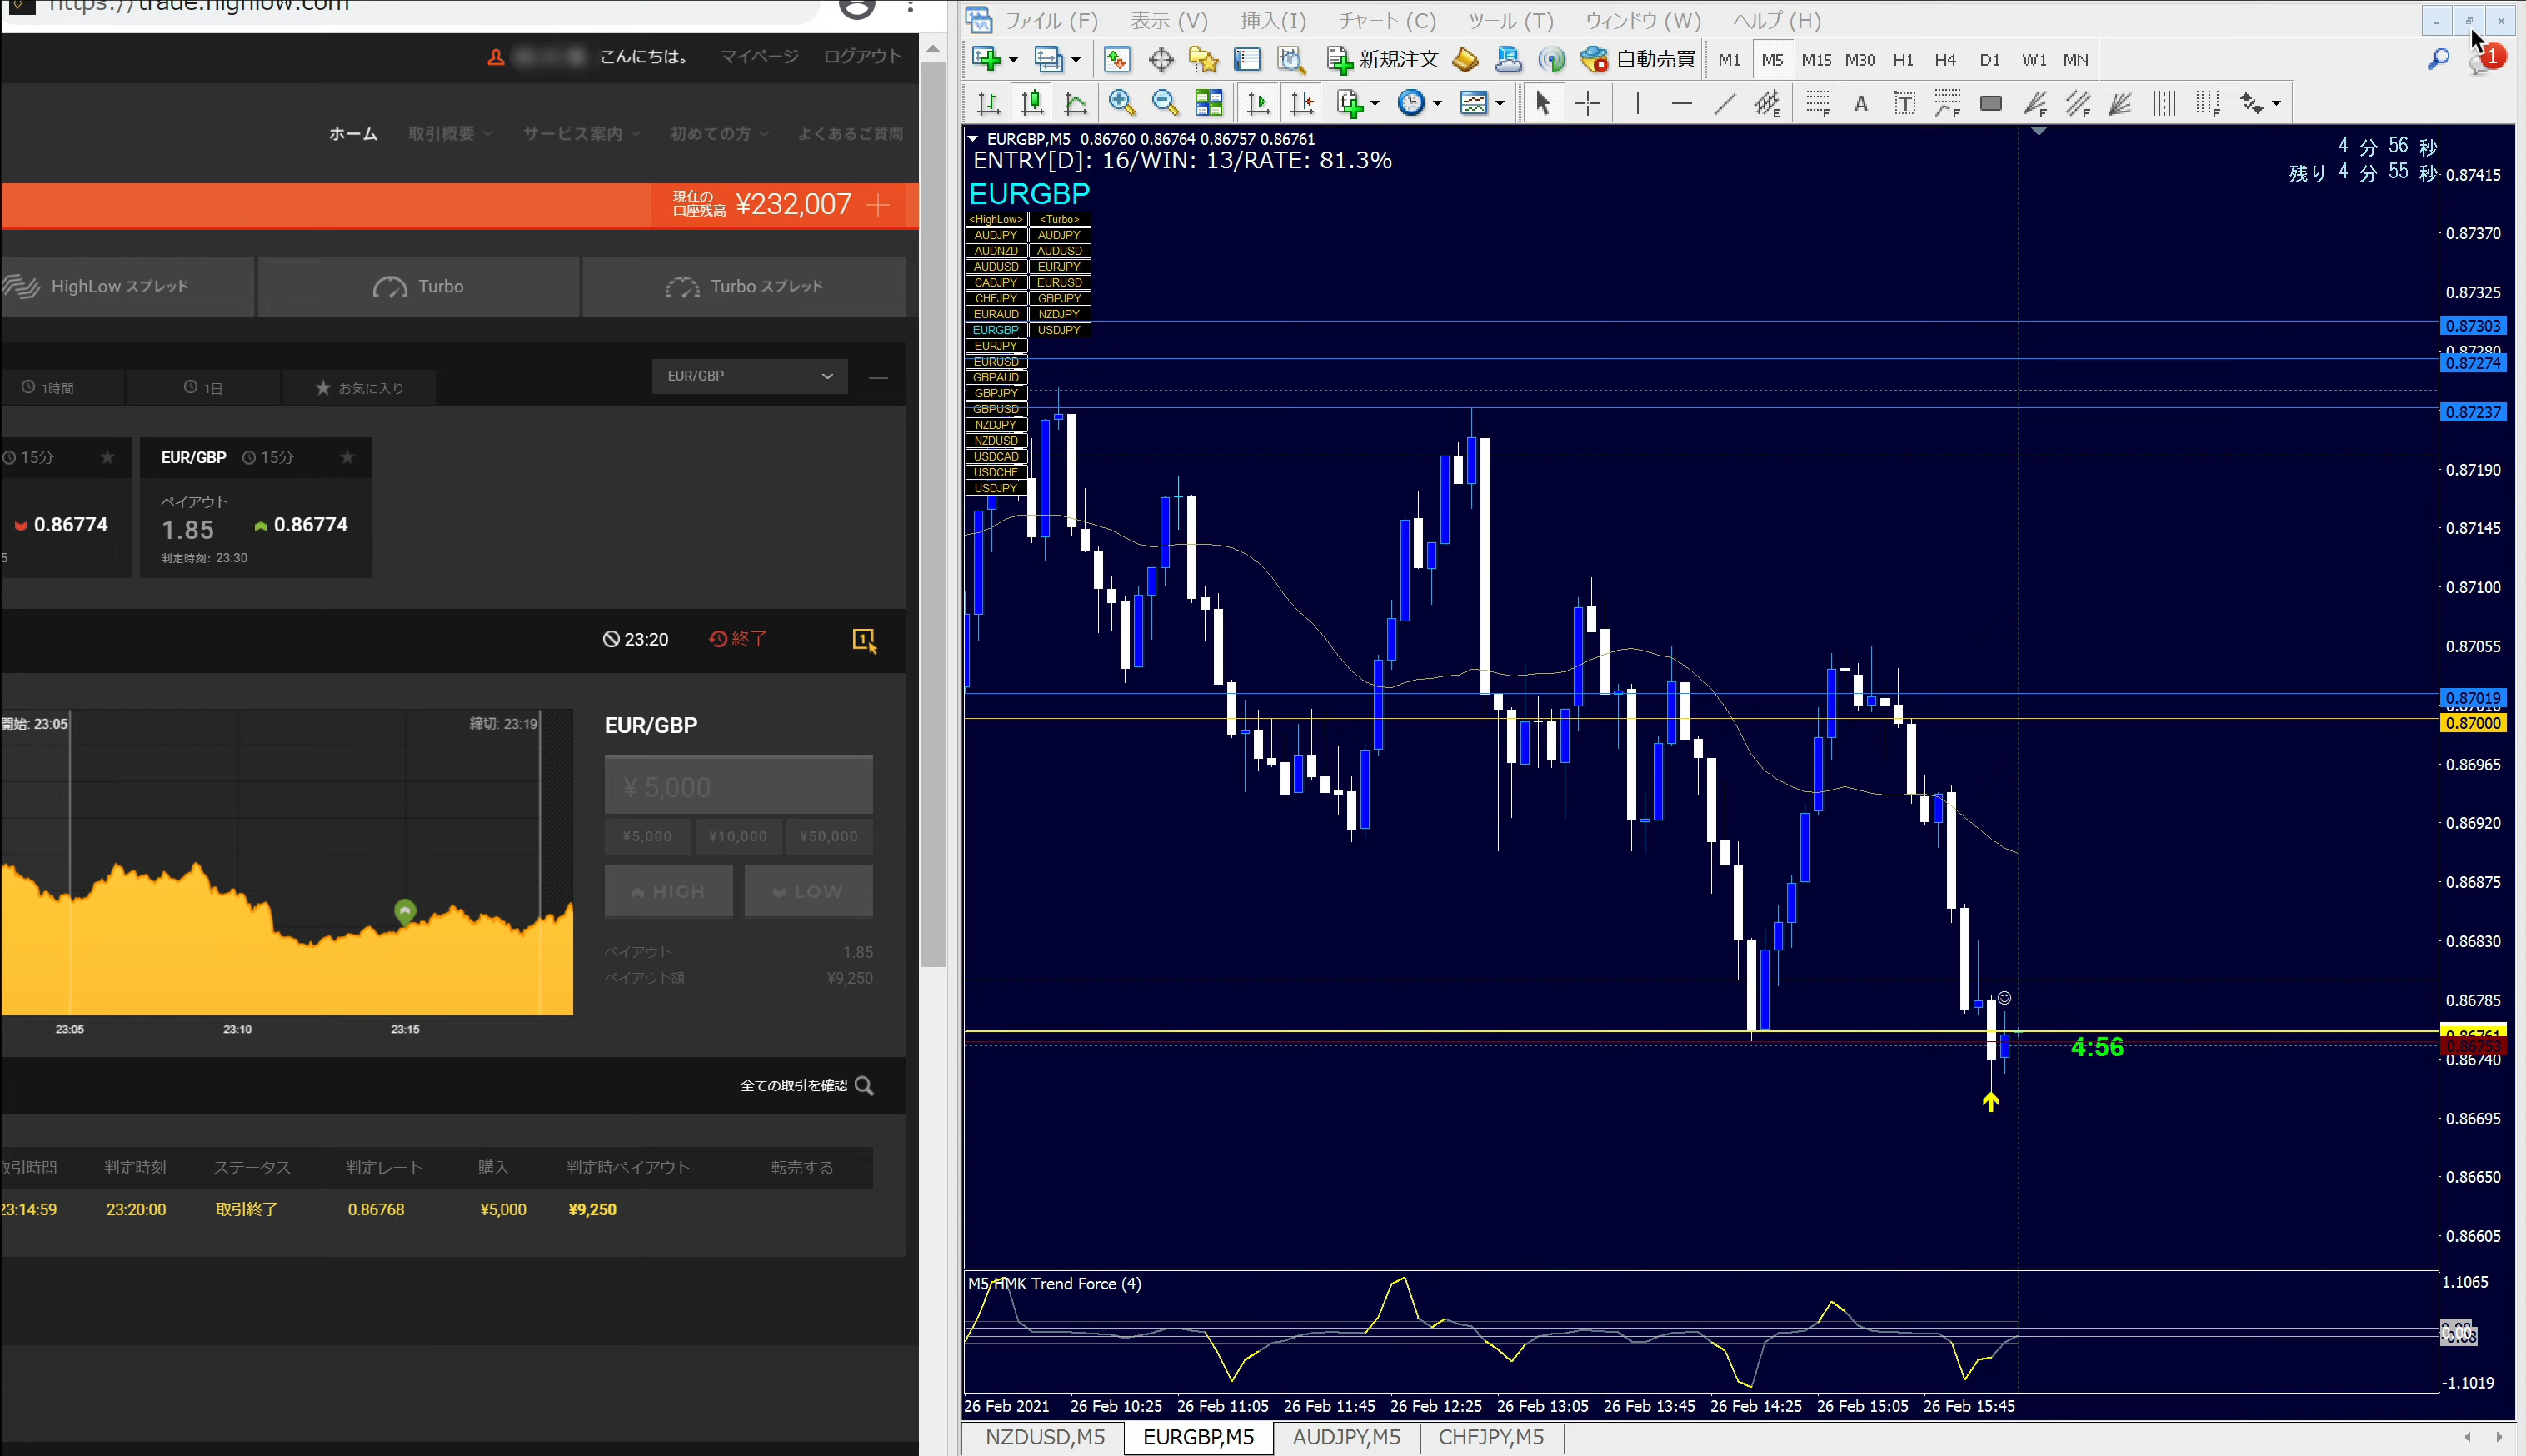 https://trade.highlow.com
こんにちは。 マイページ ログアウト
ホーム 取引概要 サービス案内 初めての方 よくあるご質問
現在の
口座残高 ¥232,007
HighLow スプレッド Turbo Turbo スプレッド
1時間 1日 お気に入り EUR/GBP
15分 EUR/GBP 15分
ペイアウト
0.86774 1.85 0.86774
5 判定時刻: 23:30
23:20 終了
開始: 23:05 締切: 23:19
EUR/GBP
¥ 5,000
¥5,000 ¥10,000 ¥50,000
HIGH LOW
ペイアウト 1.85
ペイアウト額 ¥9,250
23:05 23:10 23:15
全ての取引を確認
取引時間 判定時刻 ステータス 判定レート 購入 判定時ペイアウト 転売する
23:14:59 23:20:00 取引終了 0.86768 ¥5,000 ¥9,250
ファイル (F) 表示 (V) 挿入(I) チャート (C) ツール (T) ウィンドウ (W) ヘルプ (H)
新規注文 自動売買 M1 M5 M15 M30 H1 H4 D1 W1 MN
1
EURGBP,M5 0.86760 0.86764 0.86757 0.86761
ENTRY[D]: 16/WIN: 13/RATE: 81.3%
EURGBP
4 分 56 秒
残り 4 分 55 秒
<HighLow> <Turbo>
AUDJPY AUDJPY
AUDNZD AUDUSD
AUDUSD EURJPY
CADJPY EURUSD
CHFJPY GBPJPY
EURAUD NZDJPY
EURGBP USDJPY
EURJPY
EURUSD
GBPAUD
GBPJPY
GBPUSD
NZDJPY
NZDUSD
USDCAD
USDCHF
USDJPY
0.87415
0.87370
0.87325
0.87303
0.87280
0.87274
0.87237
0.87190
0.87145
0.87100
0.87055
0.87019
0.87010
0.87000
0.86965
0.86920
0.86875
0.86830
0.86785
0.86761
0.86753
0.86740
0.86695
0.86650
0.86605
4:56
M5 HMK Trend Force (4)
1.1065
0.00
-1.1019
26 Feb 2021 26 Feb 10:25 26 Feb 11:05 26 Feb 11:45 26 Feb 12:25 26 Feb 13:05 26 Feb 13:45 26 Feb 14:25 26 Feb 15:05 26 Feb 15:45
NZDUSD,M5 EURGBP,M5 AUDJPY,M5 CHFJPY,M5